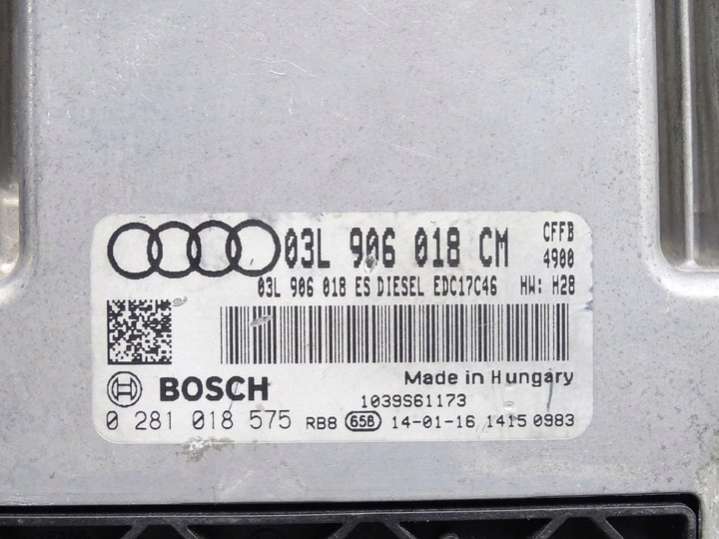 03L 906 018 CM CFFB
4900
03L 906 018 ES DIESEL EDC17C46 HW: H28
BOSCH Made in Hungary
1039S61173
0 281 018 575 RB8 656 14-01-16 1415 0983